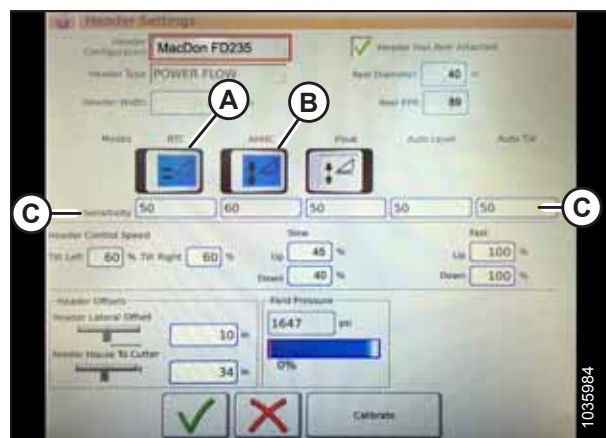 Header Settings
Header Configuration MacDon FD235 Header Has Reel Attached
Header Type POWER FLOW Reel Diameter 40 in
Header Width Reel PPR 89
A B
Modes RTC AHHC Float Auto Level Auto Tilt
C Sensitivity 50 60 50 50 50 C
Header Control Speed Slow Fast
Tilt Left 60 % Tilt Right 60 % Up 45 % Up 100 %
Down 40 % Down 100 %
Header Offsets Field Pressure
Header Lateral Offset 10 in 1647 psi
Feeder House To Cutter 34 in 0%
Calibrate
1035984